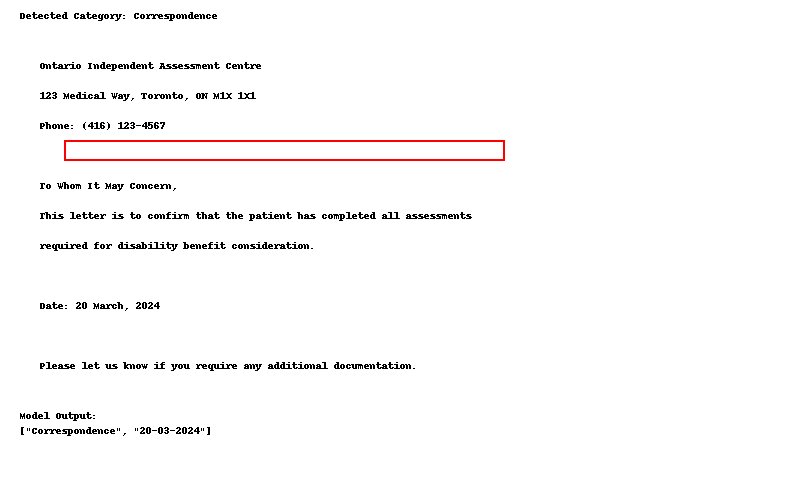 Detected Category: Correspondence
Ontario Independent Assessment Centre
123 Medical Way, Toronto, ON M1X 1X1
Phone: (416) 123-4567
To Whom It May Concern,
This letter is to confirm that the patient has completed all assessments
required for disability benefit consideration.
Date: 20 March, 2024
Please let us know if you require any additional documentation.
Model Output:
["Correspondence", "20-03-2024"]